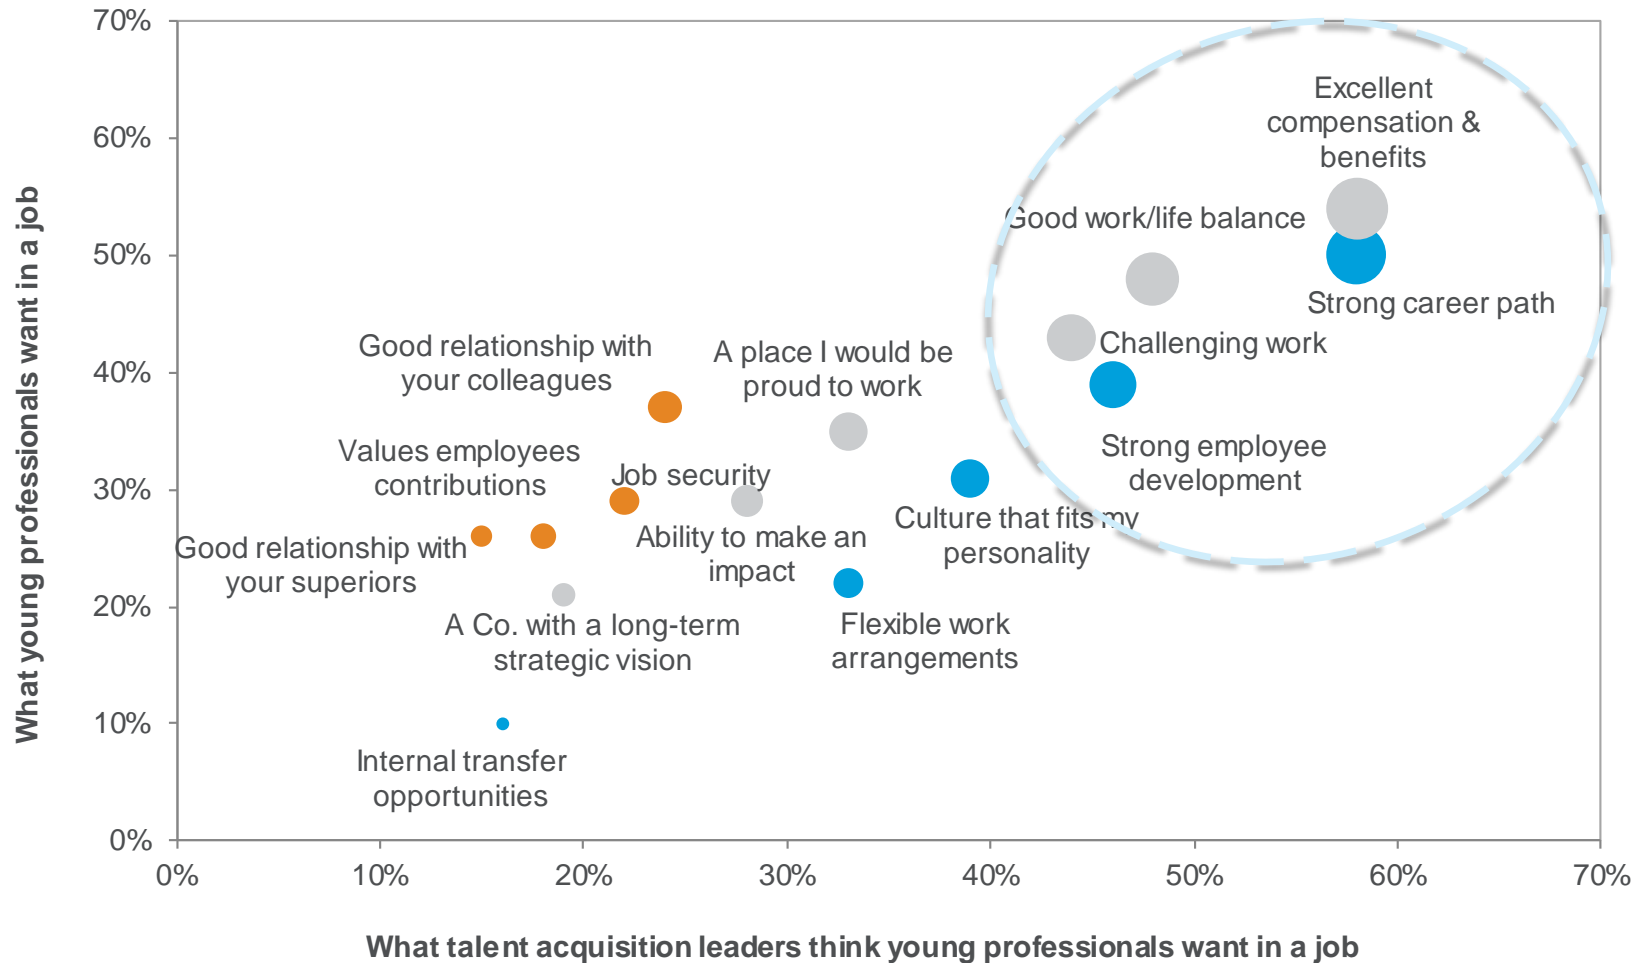 What young professionals want in a job
70%
60%
50%
40%
30%
20%
10%
0%
Excellent
compensation &
benefits
Good work/life balance
Strong career path
Challenging work
Good relationship with
your colleagues
A place I would be
proud to work
Strong employee
development
Values employees
contributions
Job security
Culture that fits my
personality
Ability to make an
impact
Good relationship with
your superiors
A Co. with a long-term
strategic vision
Flexible work
arrangements
Internal transfer
opportunities
0% 10% 20% 30% 40% 50% 60% 70%
What talent acquisition leaders think young professionals want in a job